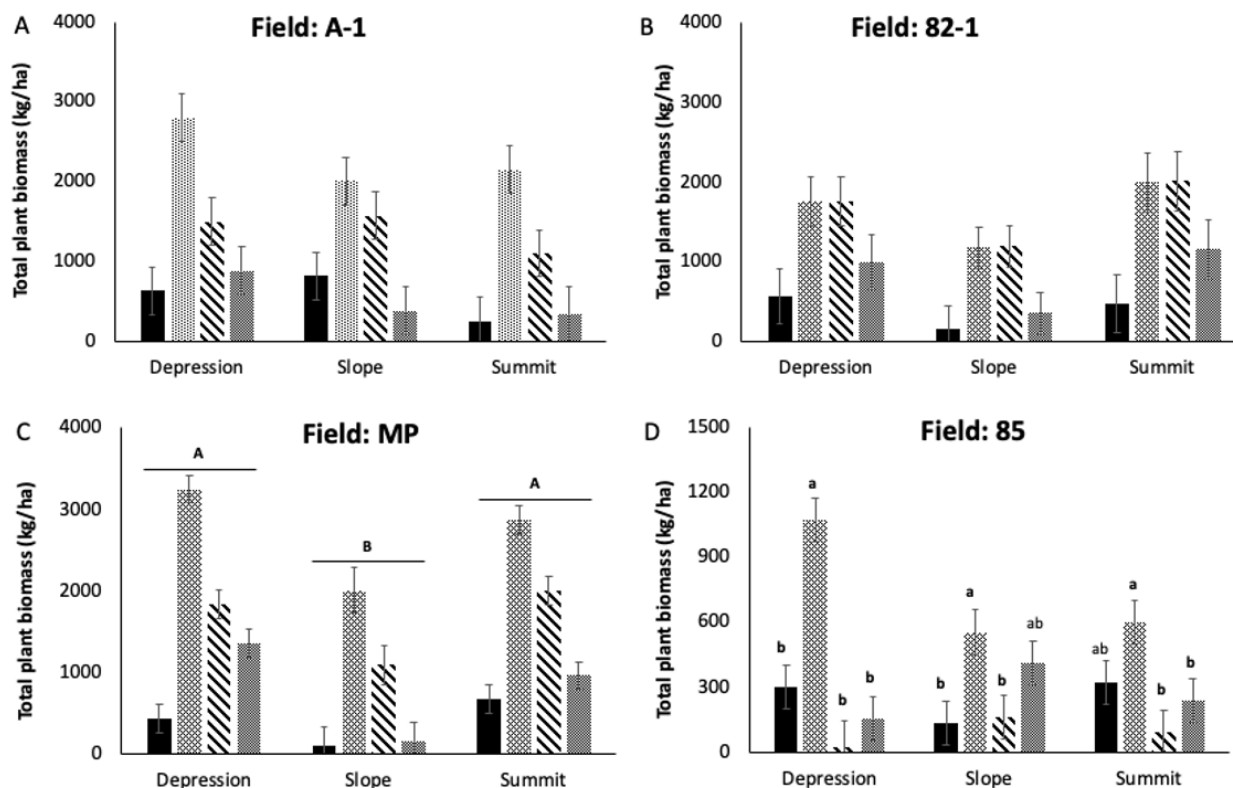 A
Field: A-1
Total plant biomass (kg/ha)
4000
3000
2000
1000
0
Depression Slope Summit
B
Field: 82-1
Total plant biomass (kg/ha)
4000
3000
2000
1000
0
Depression Slope Summit
C
Field: MP
Total plant biomass (kg/ha)
4000
3000
2000
1000
0
A
B
A
Depression Slope Summit
D
Field: 85
Total plant biomass (kg/ha)
1500
1200
900
600
300
0
b a b b
b a b ab
ab a b b
Depression Slope Summit